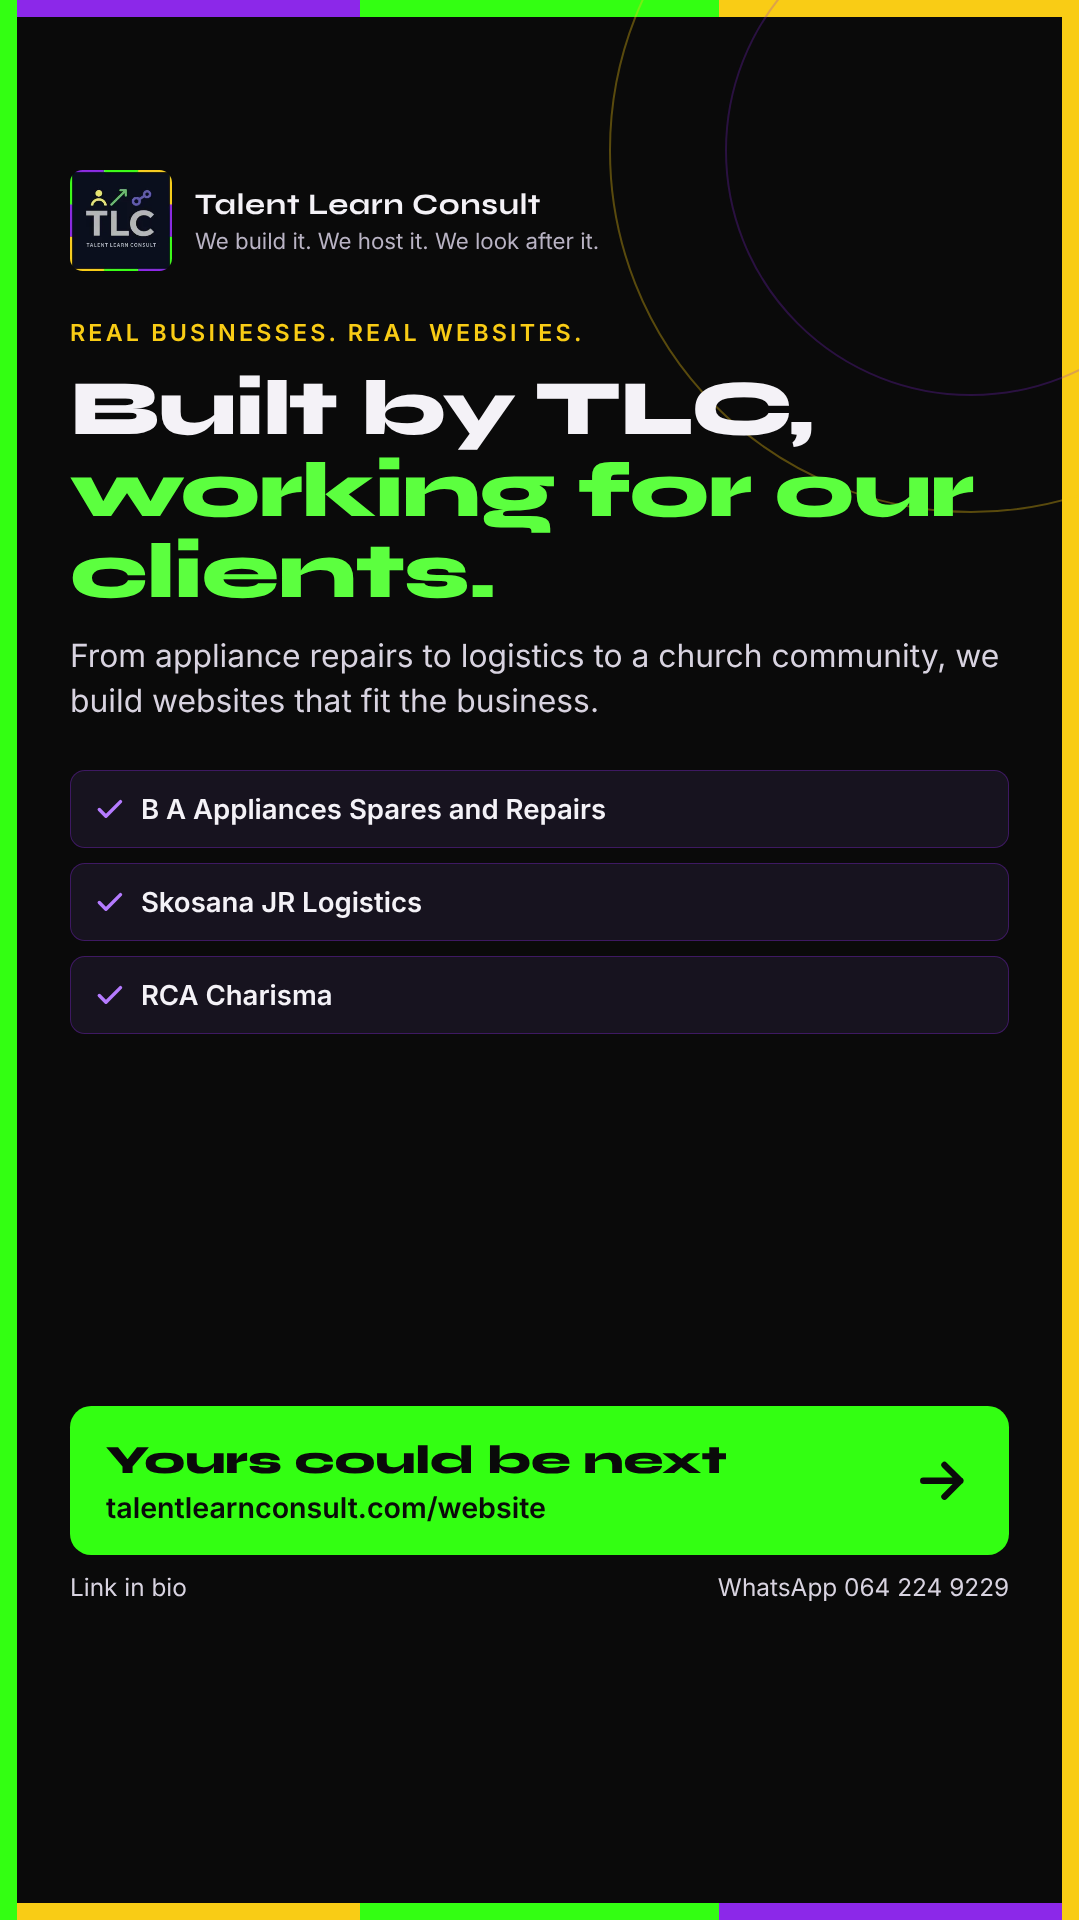 TLC
TALENT LEARN CONSULT
Talent Learn Consult
We build it. We host it. We look after it.
REAL BUSINESSES. REAL WEBSITES.
Built by TLC,
working for our
clients.
From appliance repairs to logistics to a church community, we
build websites that fit the business.
B A Appliances Spares and Repairs
Skosana JR Logistics
RCA Charisma
Yours could be next
talentlearnconsult.com/website
Link in bio
WhatsApp 064 224 9229